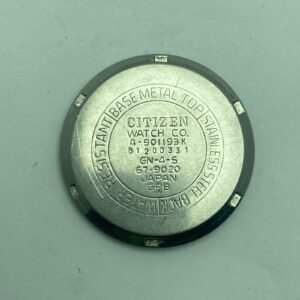 CITIZEN
WATCH CO.
4-901193K
51200331
GN-4-S
67-9020
JAPAN
GPB
WATER RESISTANT BASE METAL TOP STAINLESS STEEL BACK